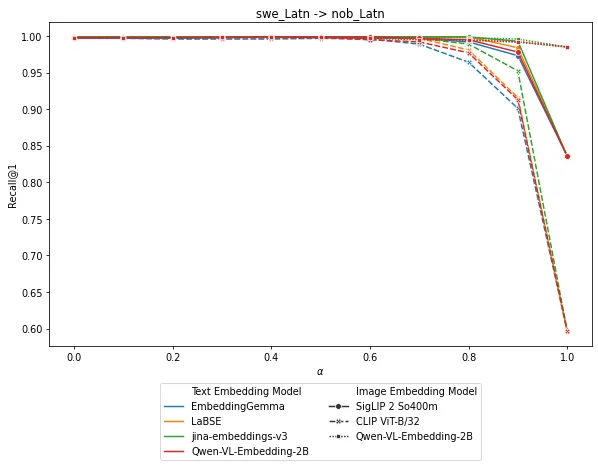 swe_Latn -> nob_Latn
1.00
0.95
0.90
0.85
0.80
0.75
0.70
0.65
0.60
Recall@1
0.0 0.2 0.4 0.6 0.8 1.0
α
Text Embedding Model
EmbeddingGemma
LaBSE
jina-embeddings-v3
Qwen-VL-Embedding-2B
Image Embedding Model
SigLIP 2 So400m
CLIP ViT-B/32
Qwen-VL-Embedding-2B